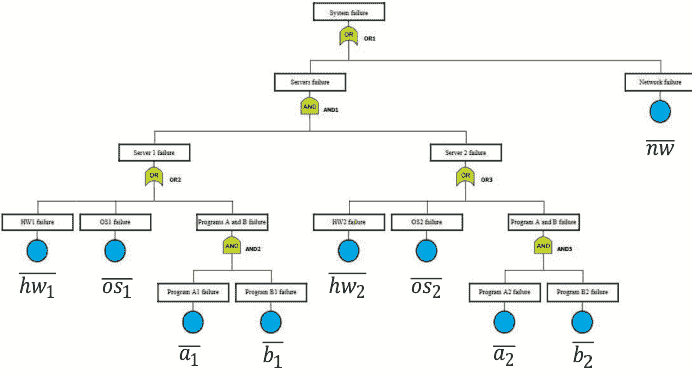 System failure
OR OR1
Servers failure Network failure
AND AND1
nw
Server 1 failure Server 2 failure
OR OR2 OR OR3
HW1 failure OS1 failure Programs A and B failure HW2 failure OS2 failure Program A and B failure
AND AND2 AND AND3
hw1 os1 hw2 os2
Program A1 failure Program B1 failure Program A2 failure Program B2 failure
a1 b1 a2 b2